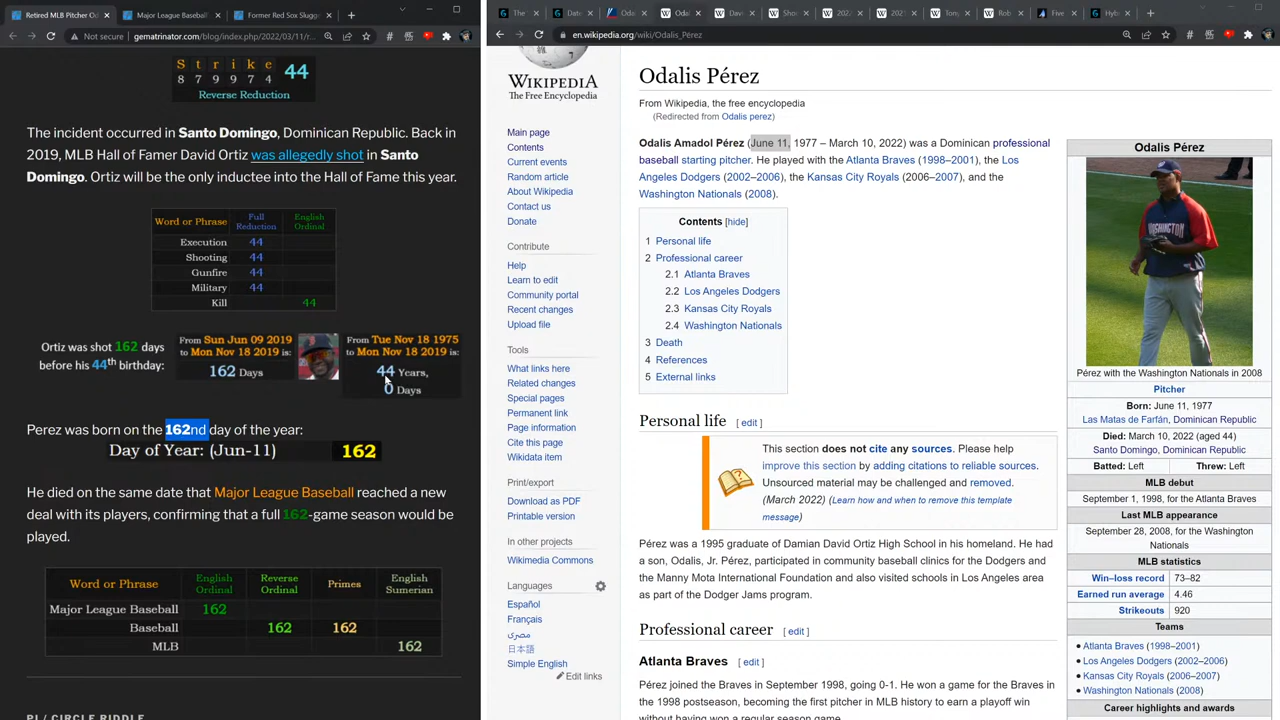 Retired MLB Pitcher O
Major League Baseball
Former Red Sox Slugg
Not secure
gematrinator.com/blog/index.php/2022/03/11/r...
S t r i k e
8 7 9 9 7 4
44
Reverse Reduction
The incident occurred in Santo Domingo, Dominican Republic. Back in
2019, MLB Hall of Famer David Ortiz was allegedly shot in Santo
Domingo. Ortiz will be the only inductee into the Hall of Fame this year.
Word or Phrase Full Reduction English Ordinal
Execution 44
Shooting 44
Gunfire 44
Military 44
Kill 44
Ortiz was shot 162 days
before his 44th birthday:
From Sun Jun 09 2019
to Mon Nov 18 2019 is:
162 Days
From Tue Nov 18 1975
to Mon Nov 18 2019 is:
44 Years,
0 Days
Perez was born on the 162nd day of the year:
Day of Year: (Jun-11) 162
He died on the same date that Major League Baseball reached a new
deal with its players, confirming that a full 162-game season would be
played.
Word or Phrase English Ordinal Reverse Ordinal Primes English Sumerian
Major League Baseball 162
Baseball 162 162
MLB 162
PI / CIRCLE RIDDLE
The
Date
Odal
Odal
Davi
Sho
202
202
Tony
Rob
Five
Hyb
en.wikipedia.org/wiki/Odalis_Pérez
WIKIPEDIA
The Free Encyclopedia
Main page
Contents
Current events
Random article
About Wikipedia
Contact us
Donate
Contribute
Help
Learn to edit
Community portal
Recent changes
Upload file
Tools
What links here
Related changes
Special pages
Permanent link
Page information
Cite this page
Wikidata item
Print/export
Download as PDF
Printable version
In other projects
Wikimedia Commons
Languages
Español
Français
مصرى
日本語
Simple English
Edit links
Odalis Pérez
From Wikipedia, the free encyclopedia
(Redirected from Odalis perez)
Odalis Amadol Pérez (June 11, 1977 – March 10, 2022) was a Dominican professional
baseball starting pitcher. He played with the Atlanta Braves (1998–2001), the Los
Angeles Dodgers (2002–2006), the Kansas City Royals (2006–2007), and the
Washington Nationals (2008).
Contents [hide]
1 Personal life
2 Professional career
2.1 Atlanta Braves
2.2 Los Angeles Dodgers
2.3 Kansas City Royals
2.4 Washington Nationals
3 Death
4 References
5 External links
Personal life [ edit ]
This section does not cite any sources. Please help
improve this section by adding citations to reliable sources.
Unsourced material may be challenged and removed.
(March 2022) (Learn how and when to remove this template
message)
Pérez was a 1995 graduate of Damian David Ortiz High School in his homeland. He had
a son, Odalis, Jr. Pérez, participated in community baseball clinics for the Dodgers and
the Manny Mota International Foundation and also visited schools in Los Angeles area
as part of the Dodger Jams program.
Professional career [ edit ]
Atlanta Braves [ edit ]
Pérez joined the Braves in September 1998, going 0-1. He won a game for the Braves in
the 1998 postseason, becoming the first pitcher in MLB history to earn a playoff win
without having won a regular season game.
Odalis Pérez
WASHINGTON
Pérez with the Washington Nationals in 2008
Pitcher
Born: June 11, 1977
Las Matas de Farfán, Dominican Republic
Died: March 10, 2022 (aged 44)
Santo Domingo, Dominican Republic
Batted: Left Threw: Left
MLB debut
September 1, 1998, for the Atlanta Braves
Last MLB appearance
September 28, 2008, for the Washington
Nationals
MLB statistics
Win–loss record 73–82
Earned run average 4.46
Strikeouts 920
Teams
• Atlanta Braves (1998–2001)
• Los Angeles Dodgers (2002–2006)
• Kansas City Royals (2006–2007)
• Washington Nationals (2008)
Career highlights and awards